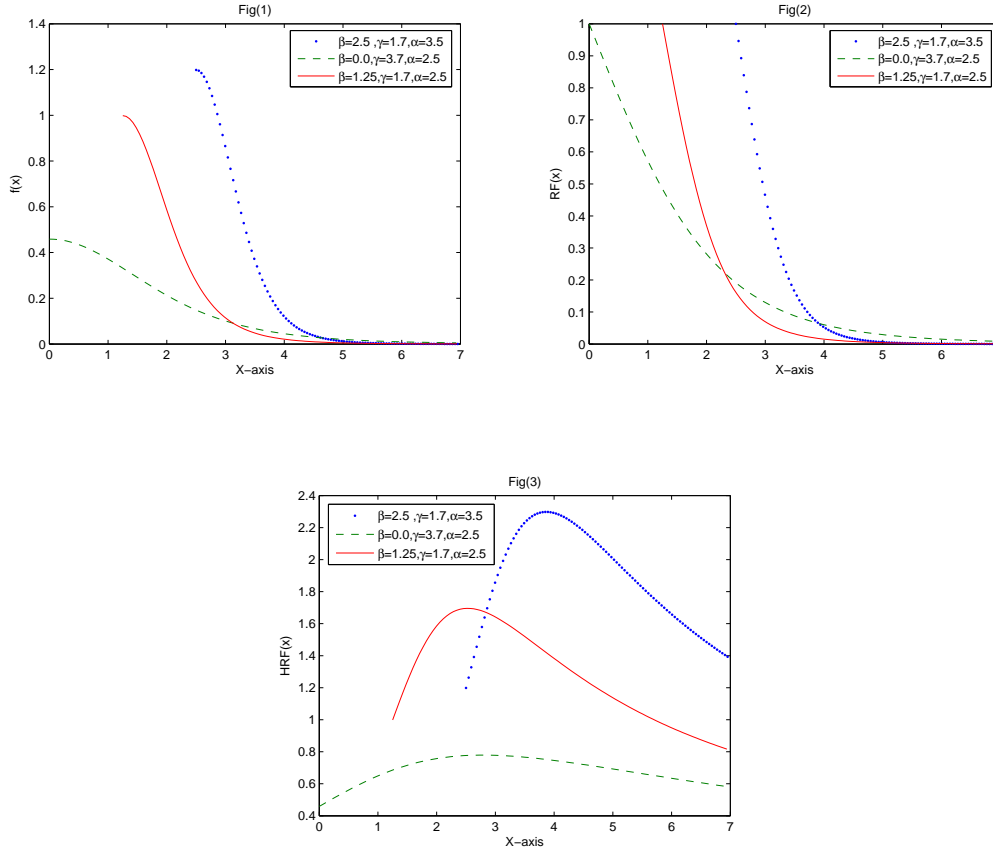 Fig(1)
1.4
1.2
1
0.8
0.6
0.4
0.2
0
f(x)
β=2.5 ,γ=1.7,α=3.5
β=0.0,γ=3.7,α=2.5
β=1.25,γ=1.7,α=2.5
0 1 2 3 4 5 6 7
X−axis
Fig(2)
1
0.9
0.8
0.7
0.6
0.5
0.4
0.3
0.2
0.1
0
RF(x)
β=2.5 ,γ=1.7,α=3.5
β=0.0,γ=3.7,α=2.5
β=1.25,γ=1.7,α=2.5
0 1 2 3 4 5 6
X−axis
Fig(3)
2.4
2.2
2
1.8
1.6
1.4
1.2
1
0.8
0.6
0.4
HRF(x)
β=2.5 ,γ=1.7,α=3.5
β=0.0,γ=3.7,α=2.5
β=1.25,γ=1.7,α=2.5
0 1 2 3 4 5 6 7
X−axis